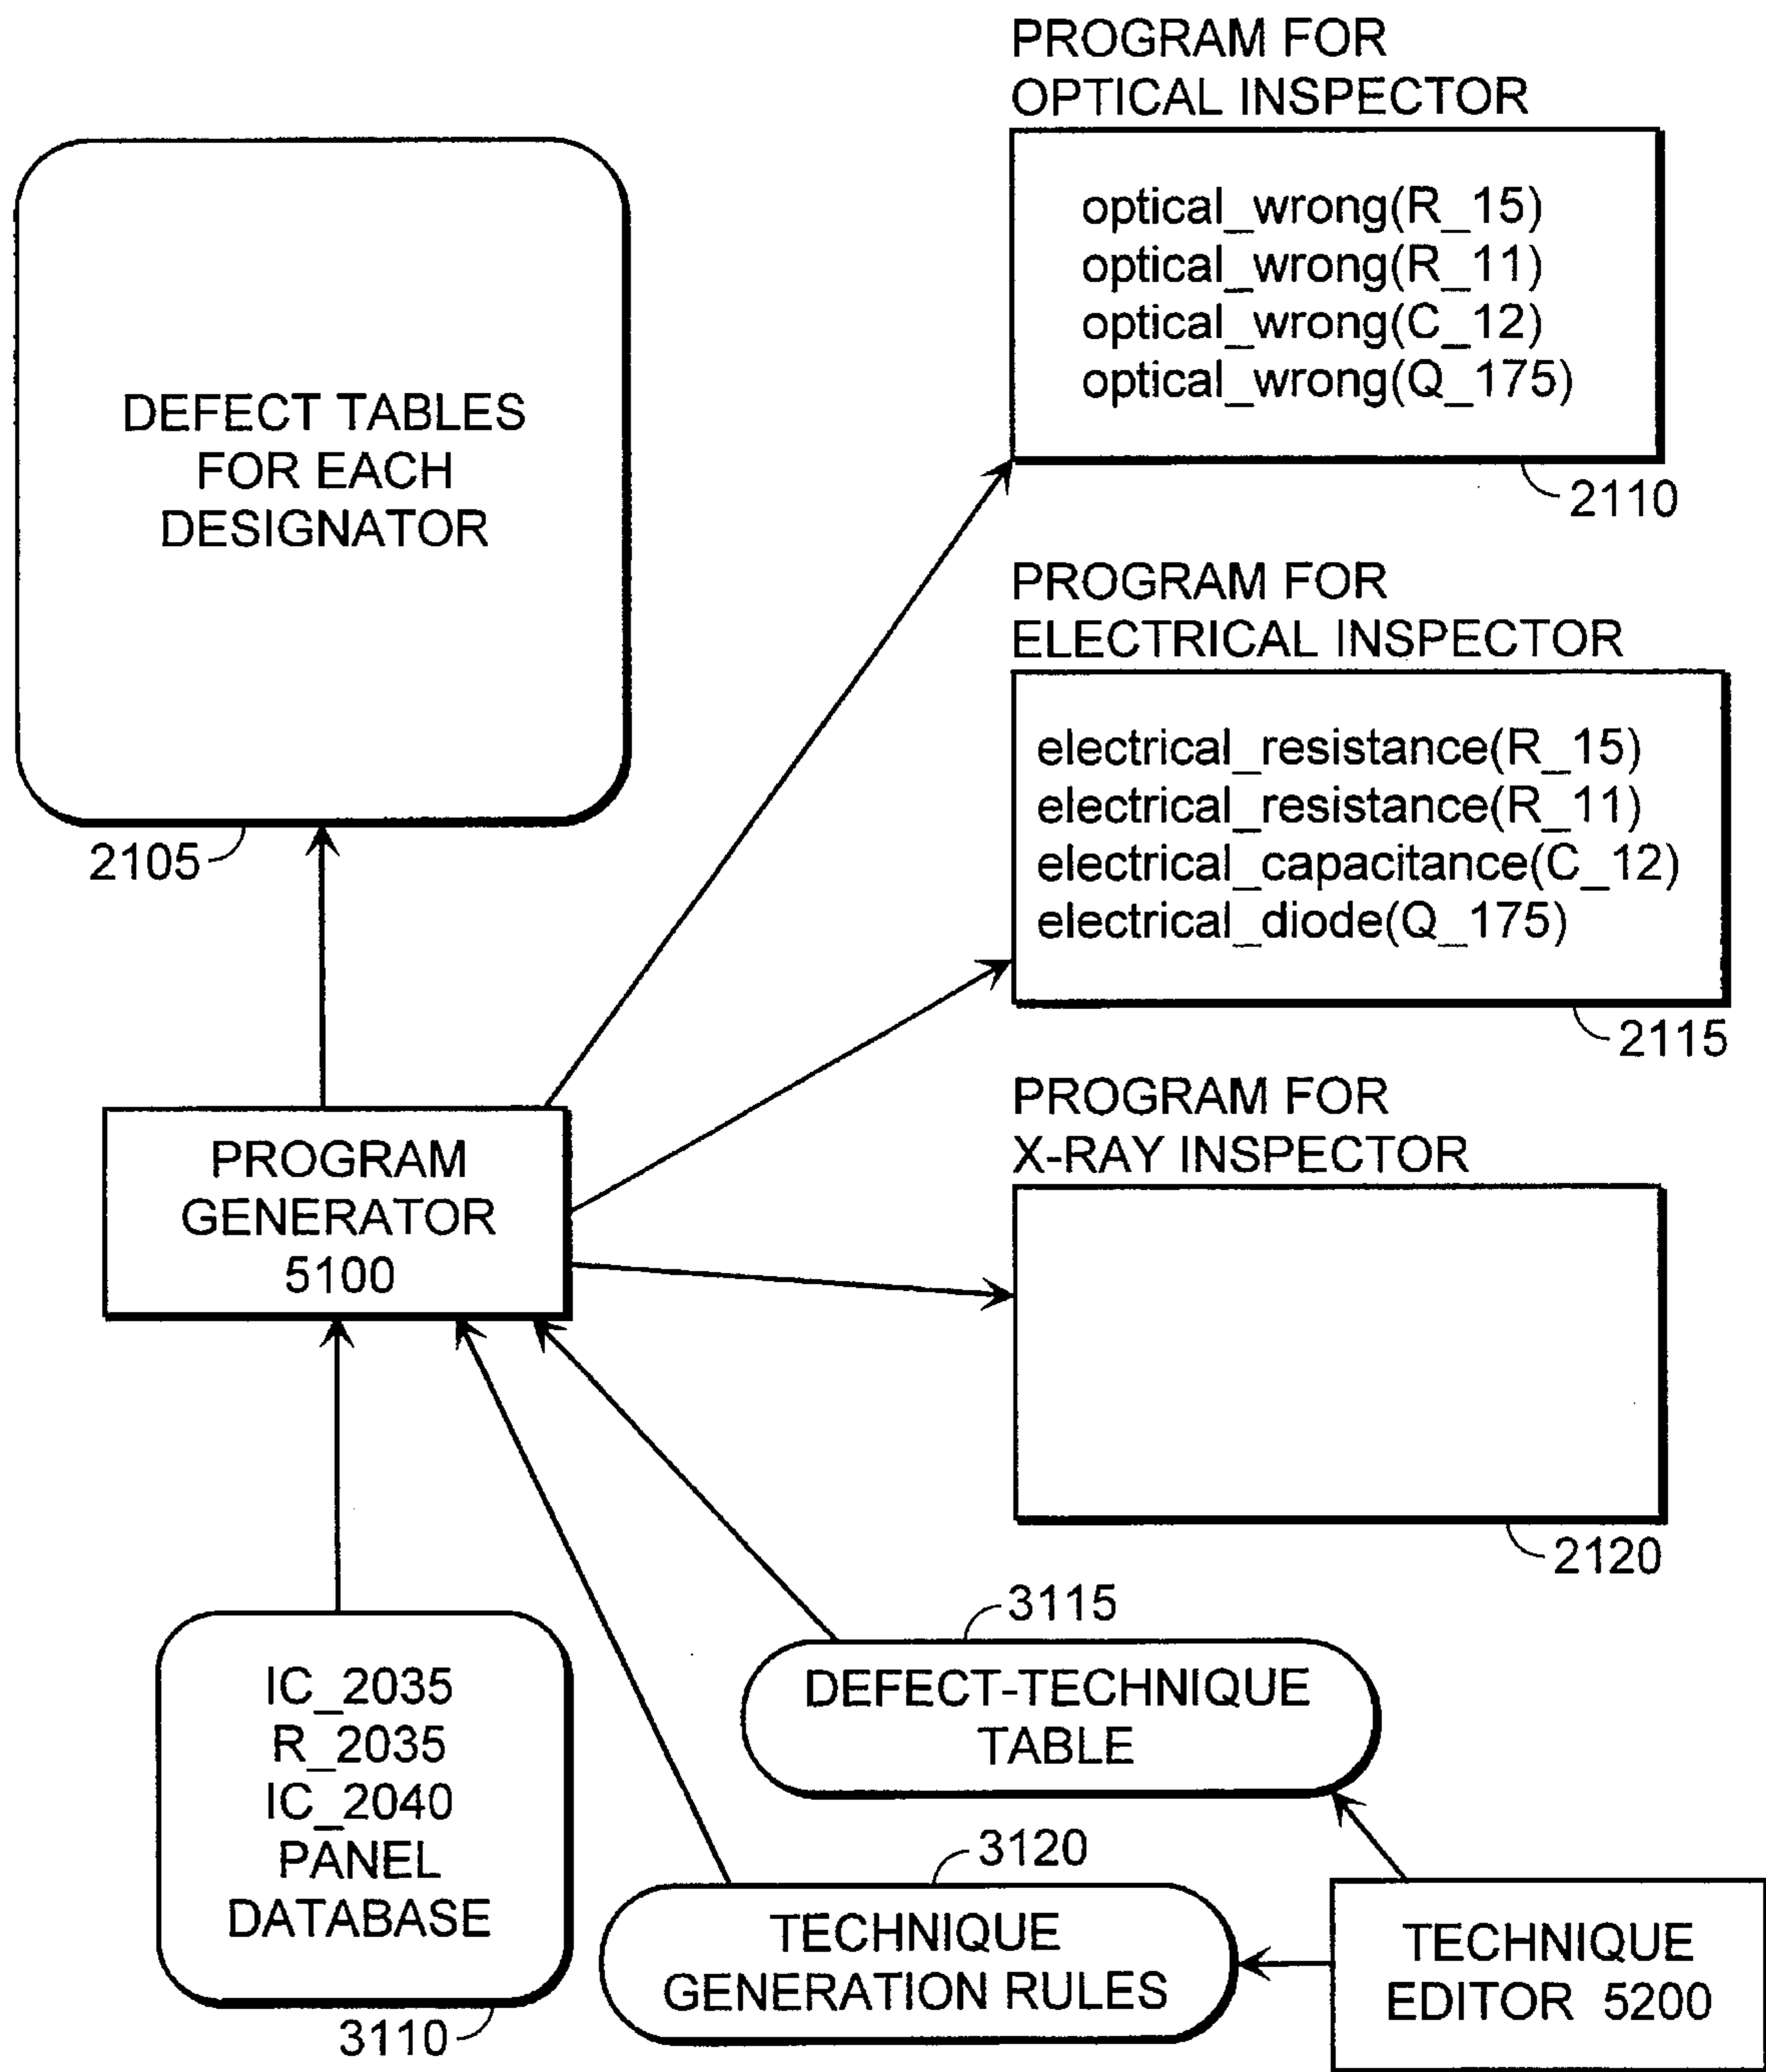 PROGRAM FOR
OPTICAL INSPECTOR
optical_wrong(R_15)
optical_wrong(R_11)
optical_wrong(C_12)
optical_wrong(Q_175)
2110
DEFECT TABLES
FOR EACH
DESIGNATOR
2105
PROGRAM FOR
ELECTRICAL INSPECTOR
electrical_resistance(R_15)
electrical_resistance(R_11)
electrical_capacitance(C_12)
electrical_diode(Q_175)
2115
PROGRAM FOR
X-RAY INSPECTOR
2120
PROGRAM
GENERATOR
5100
IC_2035
R_2035
IC_2040
PANEL
DATABASE
3110
3115
DEFECT-TECHNIQUE
TABLE
3120
TECHNIQUE
GENERATION RULES
TECHNIQUE
EDITOR 5200